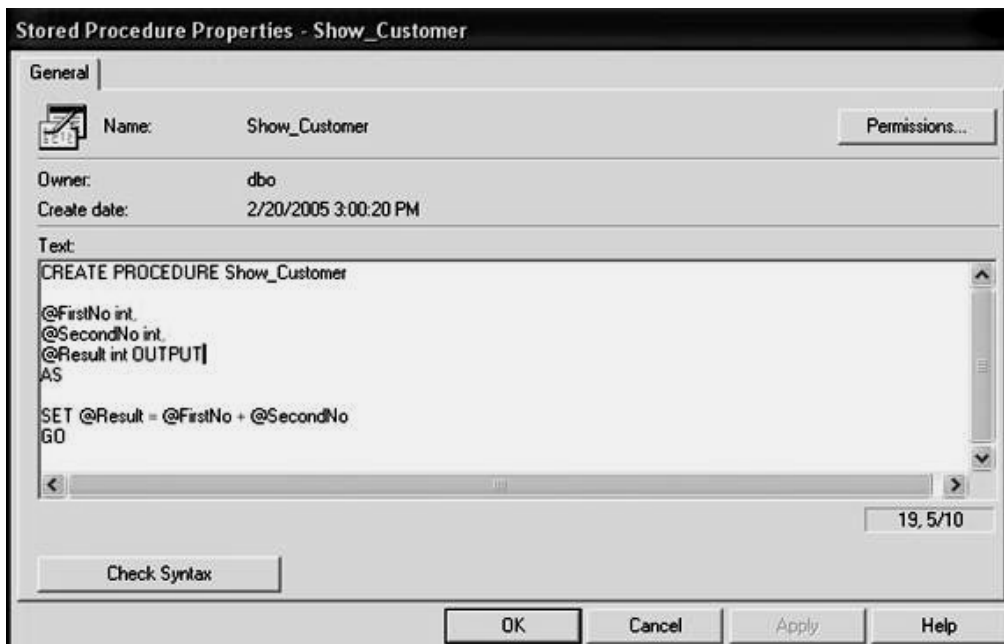 Stored Procedure Properties - Show_Customer
General
Name: Show_Customer Permissions...
Owner: dbo
Create date: 2/20/2005 3:00:20 PM
Text:
CREATE PROCEDURE Show_Customer
@FirstNo int,
@SecondNo int,
@Result int OUTPUT
AS
SET @Result = @FirstNo + @SecondNo
GO
19, 5/10
Check Syntax
OK Cancel Apply Help